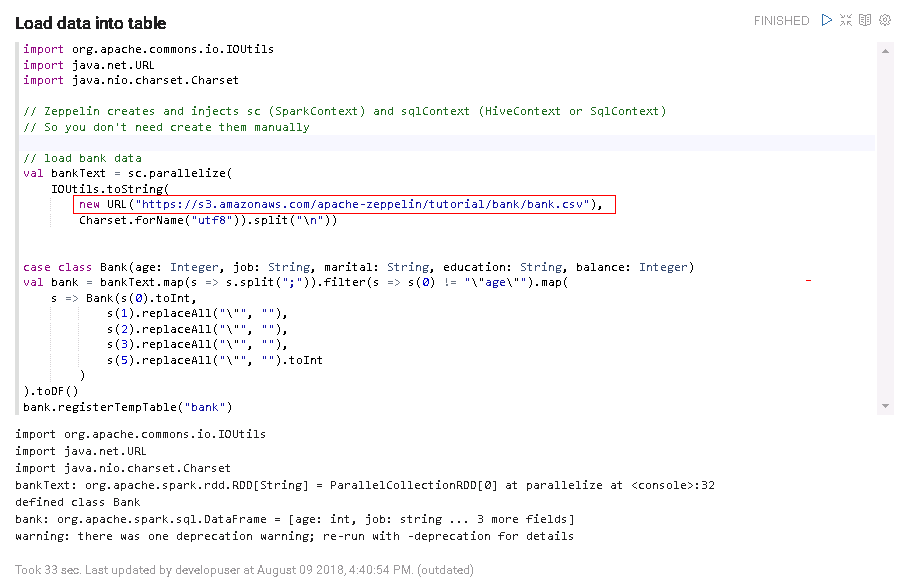 Load data into table
FINISHED
import org.apache.commons.io.IOUtils
import java.net.URL
import java.nio.charset.Charset
// Zeppelin creates and injects sc (SparkContext) and sqlContext (HiveContext or SqlContext)
// So you don't need create them manually
// load bank data
val bankText = sc.parallelize(
    IOUtils.toString(
        new URL("https://s3.amazonaws.com/apache-zeppelin/tutorial/bank/bank.csv"),
        Charset.forName("utf8")).split("\n"))
case class Bank(age: Integer, job: String, marital: String, education: String, balance: Integer)
val bank = bankText.map(s => s.split(";")).filter(s => s(0) != "\"age\"").map(
    s => Bank(s(0).toInt,
            s(1).replaceAll("\"", ""),
            s(2).replaceAll("\"", ""),
            s(3).replaceAll("\"", ""),
            s(5).replaceAll("\"", "").toInt
        )
).toDF()
bank.registerTempTable("bank")
import org.apache.commons.io.IOUtils
import java.net.URL
import java.nio.charset.Charset
bankText: org.apache.spark.rdd.RDD[String] = ParallelCollectionRDD[0] at parallelize at <console>:32
defined class Bank
bank: org.apache.spark.sql.DataFrame = [age: int, job: string ... 3 more fields]
warning: there was one deprecation warning; re-run with -deprecation for details
Took 33 sec. Last updated by developuser at August 09 2018, 4:40:54 PM. (outdated)